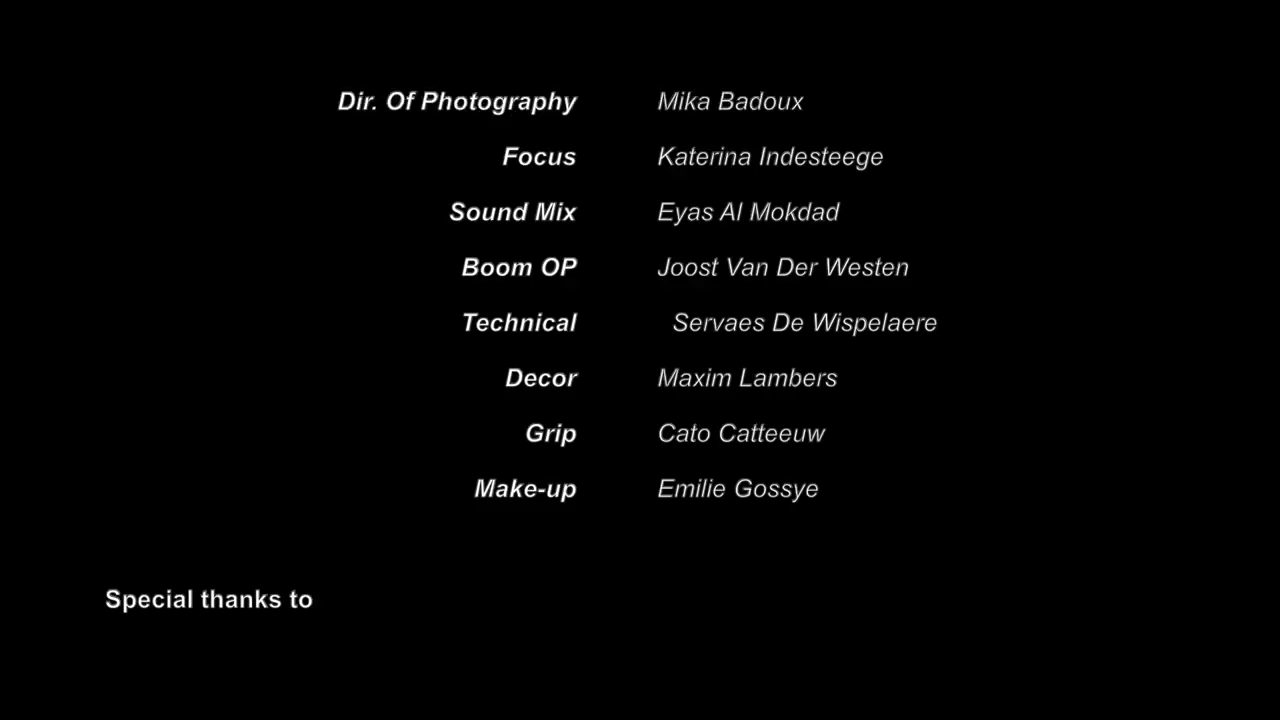 Dir. Of Photography Mika Badoux
Focus Katerina Indesteege
Sound Mix Eyas Al Mokdad
Boom OP Joost Van Der Westen
Technical Servaes De Wispelaere
Decor Maxim Lambers
Grip Cato Catteeuw
Make-up Emilie Gossye
Special thanks to